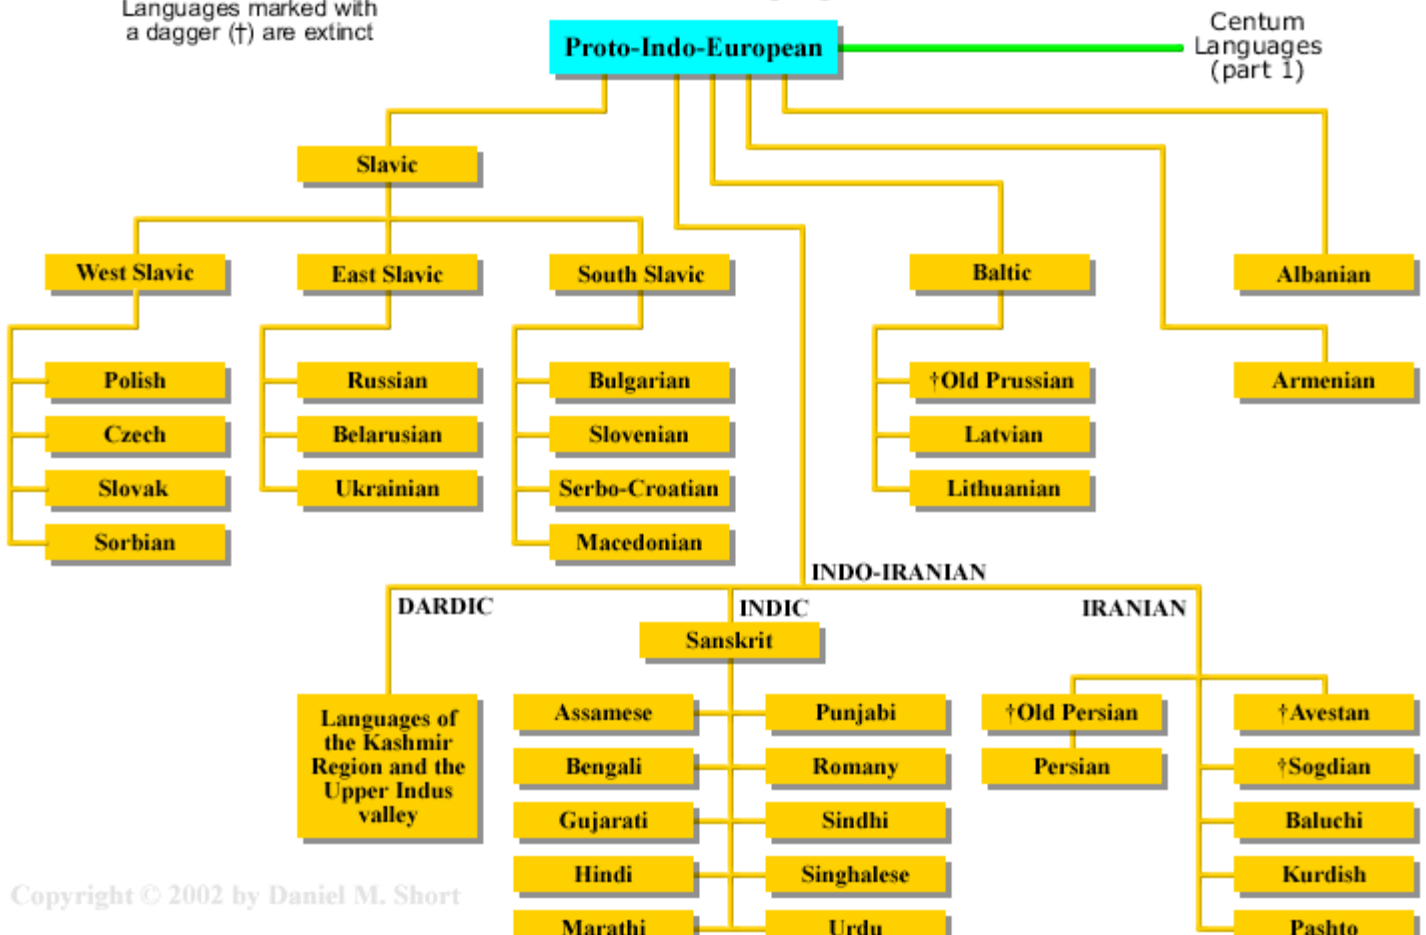 Languages marked with
a dagger (†) are extinct
Proto-Indo-European
Centum
Languages
(part 1)
Slavic
West Slavic
East Slavic
South Slavic
Baltic
Albanian
Polish
Russian
Bulgarian
†Old Prussian
Armenian
Czech
Belarusian
Slovenian
Latvian
Slovak
Ukrainian
Serbo-Croatian
Lithuanian
Sorbian
Macedonian
INDO-IRANIAN
DARDIC
INDIC
IRANIAN
Sanskrit
Languages of
the Kashmir
Region and the
Upper Indus
valley
Assamese
Punjabi
†Old Persian
†Avestan
Bengali
Romany
Persian
†Sogdian
Gujarati
Sindhi
Baluchi
Hindi
Singhalese
Kurdish
Copyright © 2002 by Daniel M. Short
Marathi
Urdu
Pashto